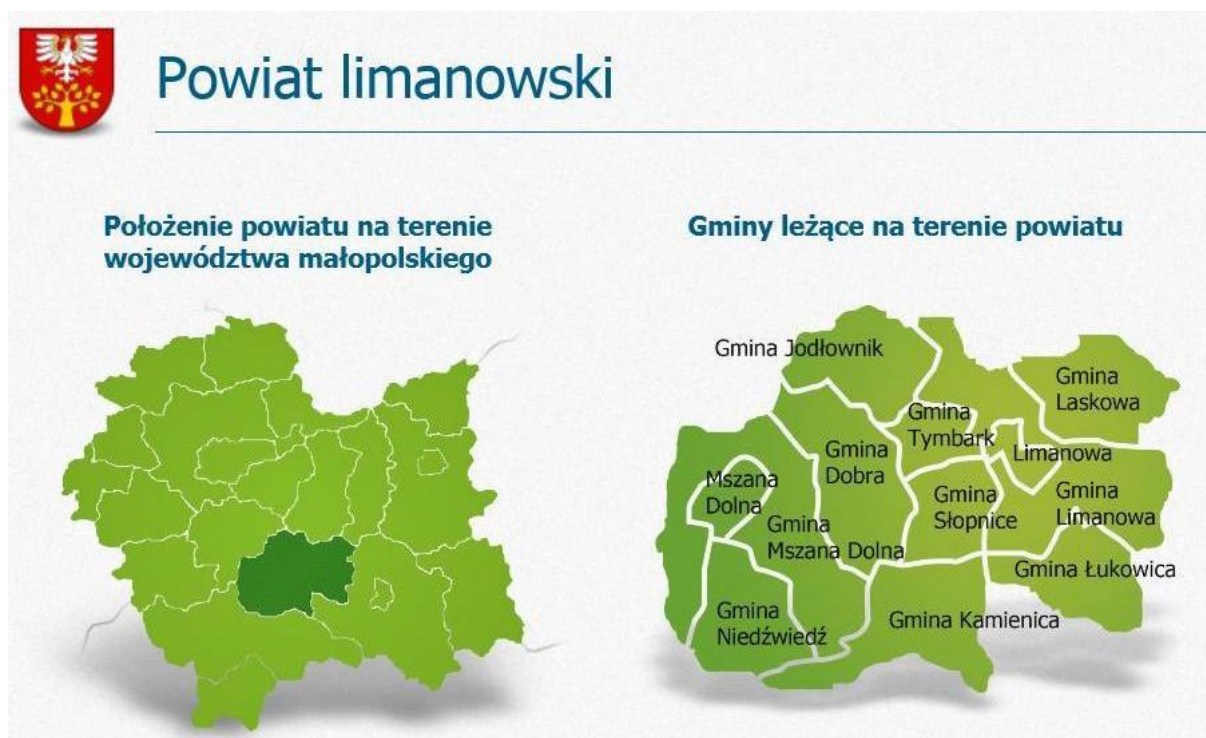 Powiat limanowski
Położenie powiatu na terenie
województwa małopolskiego
Gminy leżące na terenie powiatu
Gmina Jodłownik
Gmina
Laskowa
Gmina
Tymbark
Limanowa
Gmina
Dobra
Mszana
Dolna
Gmina
Słopnice
Gmina
Limanowa
Gmina
Mszana Dolna
Gmina Łukowica
Gmina
Niedźwiedź
Gmina Kamienica